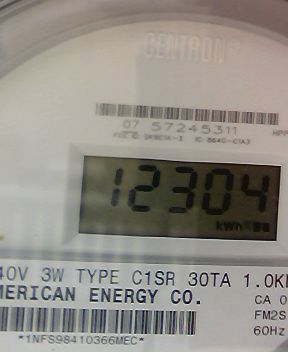 CENTRON®
07 57245311
12304
kWh
40V 3W TYPE C1SR 30TA 1.0K
MERICAN ENERGY CO.
CA 0
FM2S
60Hz
*1NFS98410366MEC*